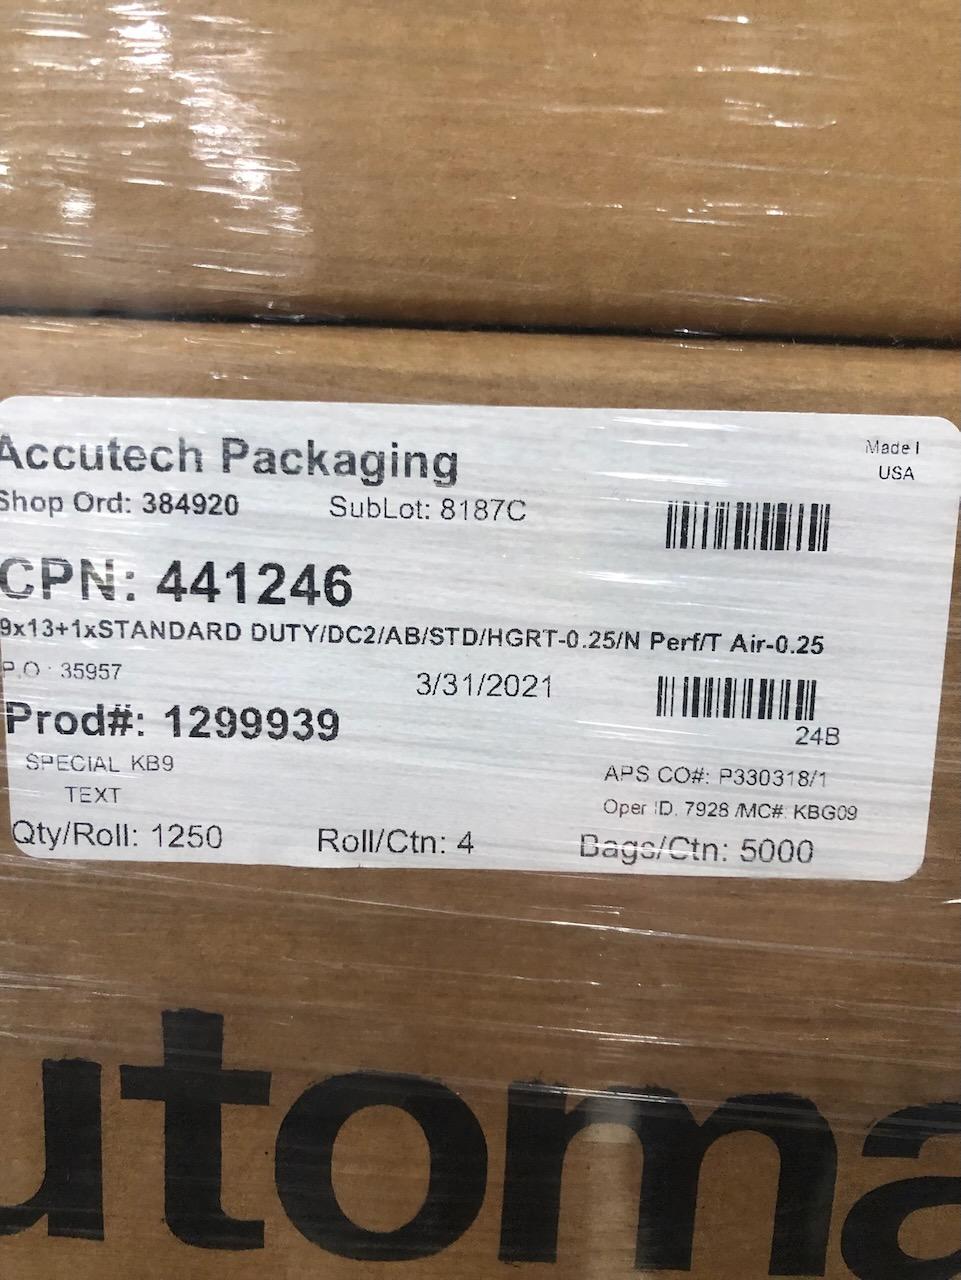 Accutech Packaging
Made I
USA
Shop Ord: 384920 SubLot: 8187C
CPN: 441246
9x13+1xSTANDARD DUTY/DC2/AB/STD/HGRT-0.25/N Perf/T Air-0.25
P.O : 35957 3/31/2021
Prod#: 1299939
24B
SPECIAL KB9
APS CO#: P330318/1
TEXT
Oper ID. 7928 /MC#. KBG09
Qty/Roll: 1250 Roll/Ctn: 4 Bags/Ctn: 5000
utoma